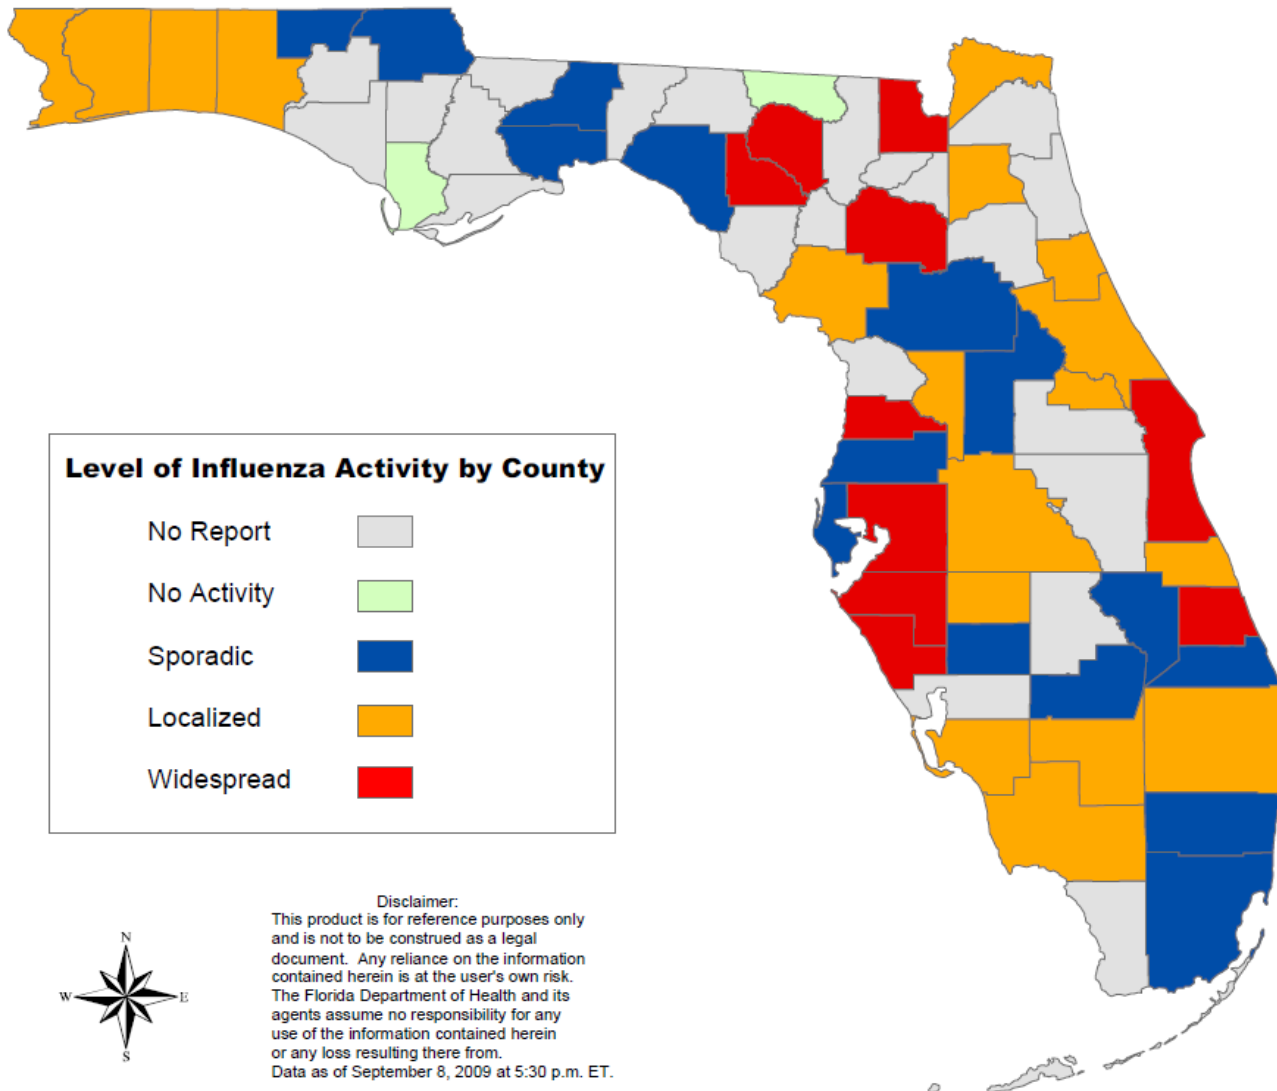 Level of Influenza Activity by County
No Report
No Activity
Sporadic
Localized
Widespread
N
W E
S
Disclaimer:
This product is for reference purposes only
and is not to be construed as a legal
document. Any reliance on the information
contained herein is at the user's own risk.
The Florida Department of Health and its
agents assume no responsibility for any
use of the information contained herein
or any loss resulting there from.
Data as of September 8, 2009 at 5:30 p.m. ET.